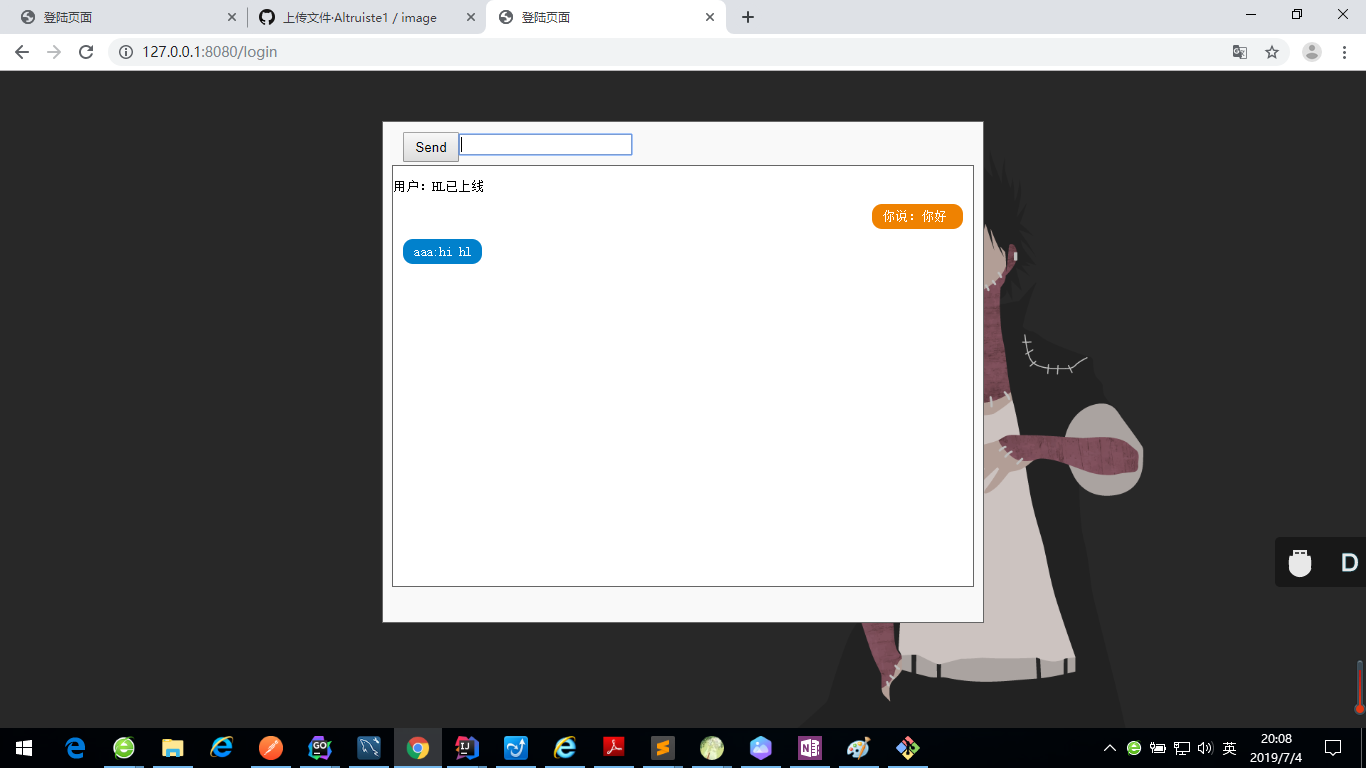 登陆页面
上传文件·Altruiste1 / image
登陆页面
127.0.0.1:8080/login
Send
用户：HL已上线
你说：你好
aaa:hi hl
D
GO
IJ
N
英
20:08
2019/7/4